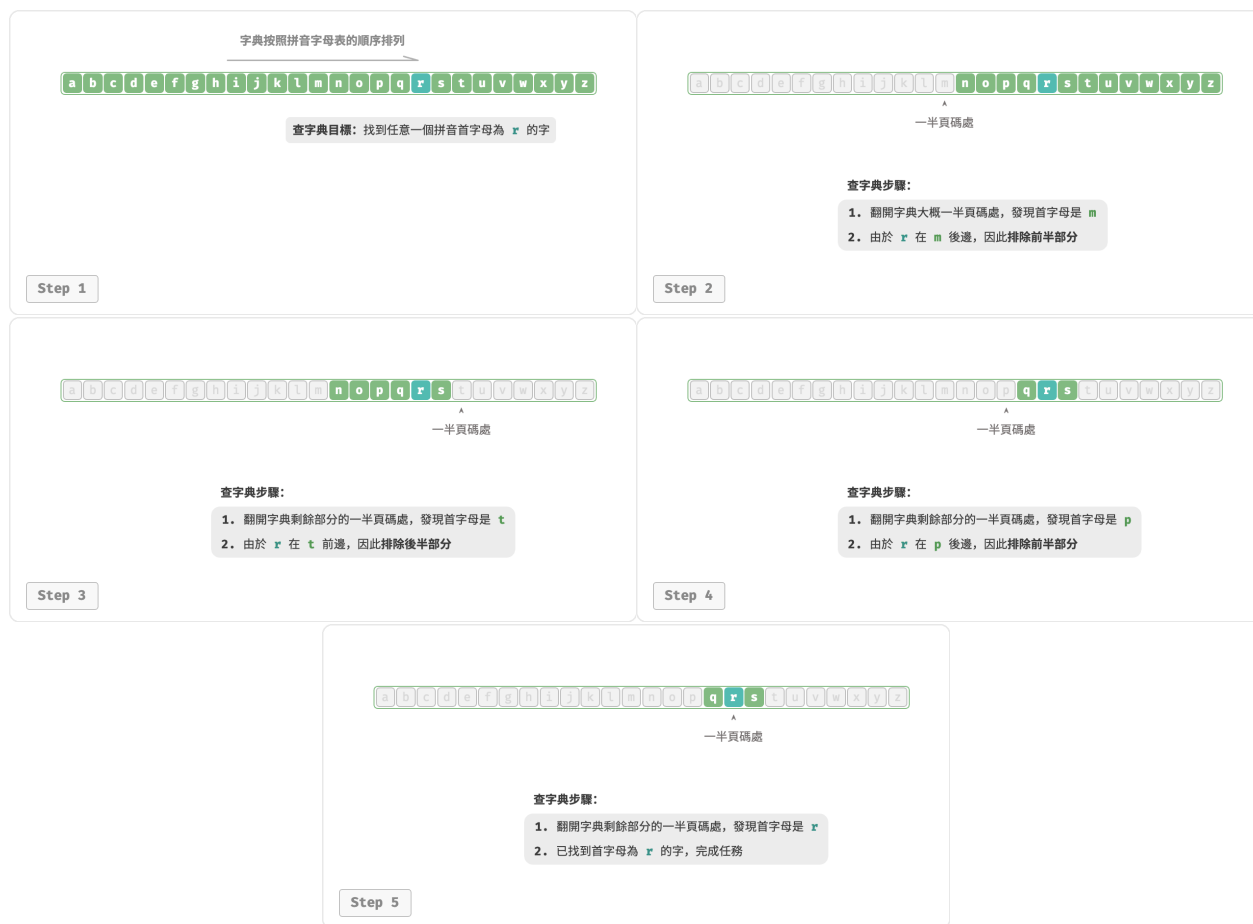 字典按照拼音字母表的順序排列
a b c d e f g h i j k l m n o p q r s t u v w x y z
查字典目標：找到任意一個拼音首字母為 r 的字
Step 1
a b c d e f g h i j k l m n o p q r s t u v w x y z
一半頁碼處
查字典步驟：
1. 翻開字典大概一半頁碼處，發現首字母是 m
2. 由於 r 在 m 後邊，因此排除前半部分
Step 2
a b c d e f g h i j k l m n o p q r s t u v w x y z
一半頁碼處
查字典步驟：
1. 翻開字典剩餘部分的一半頁碼處，發現首字母是 t
2. 由於 r 在 t 前邊，因此排除後半部分
Step 3
a b c d e f g h i j k l m n o p q r s t u v w x y z
一半頁碼處
查字典步驟：
1. 翻開字典剩餘部分的一半頁碼處，發現首字母是 p
2. 由於 r 在 p 後邊，因此排除前半部分
Step 4
a b c d e f g h i j k l m n o p q r s t u v w x y z
一半頁碼處
查字典步驟：
1. 翻開字典剩餘部分的一半頁碼處，發現首字母是 r
2. 已找到首字母為 r 的字，完成任務
Step 5